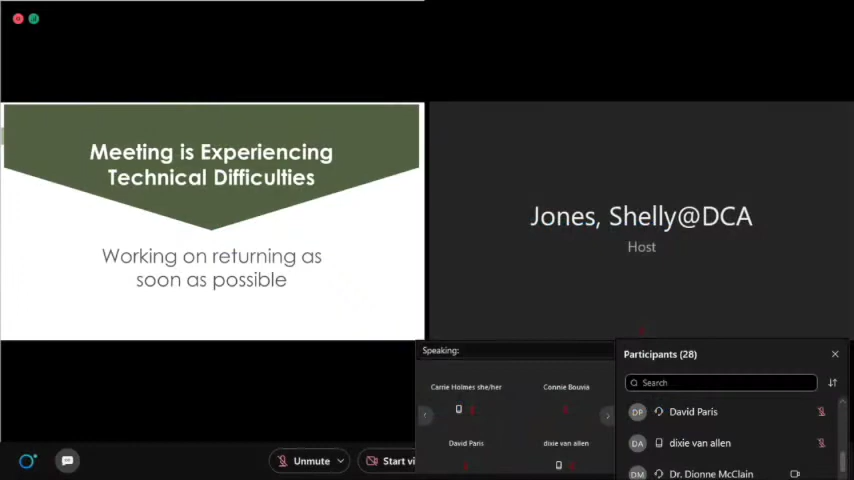 Meeting is Experiencing
Technical Difficulties
Working on returning as
soon as possible
Jones, Shelly@DCA
Host
Speaking:
Carrie Holmes she/her
Connie Bouvia
David Paris
dixie van allen
Participants (28)
Search
DP David Paris
DA dixie van allen
DM Dr. Dionne McClain
Unmute
Start vi